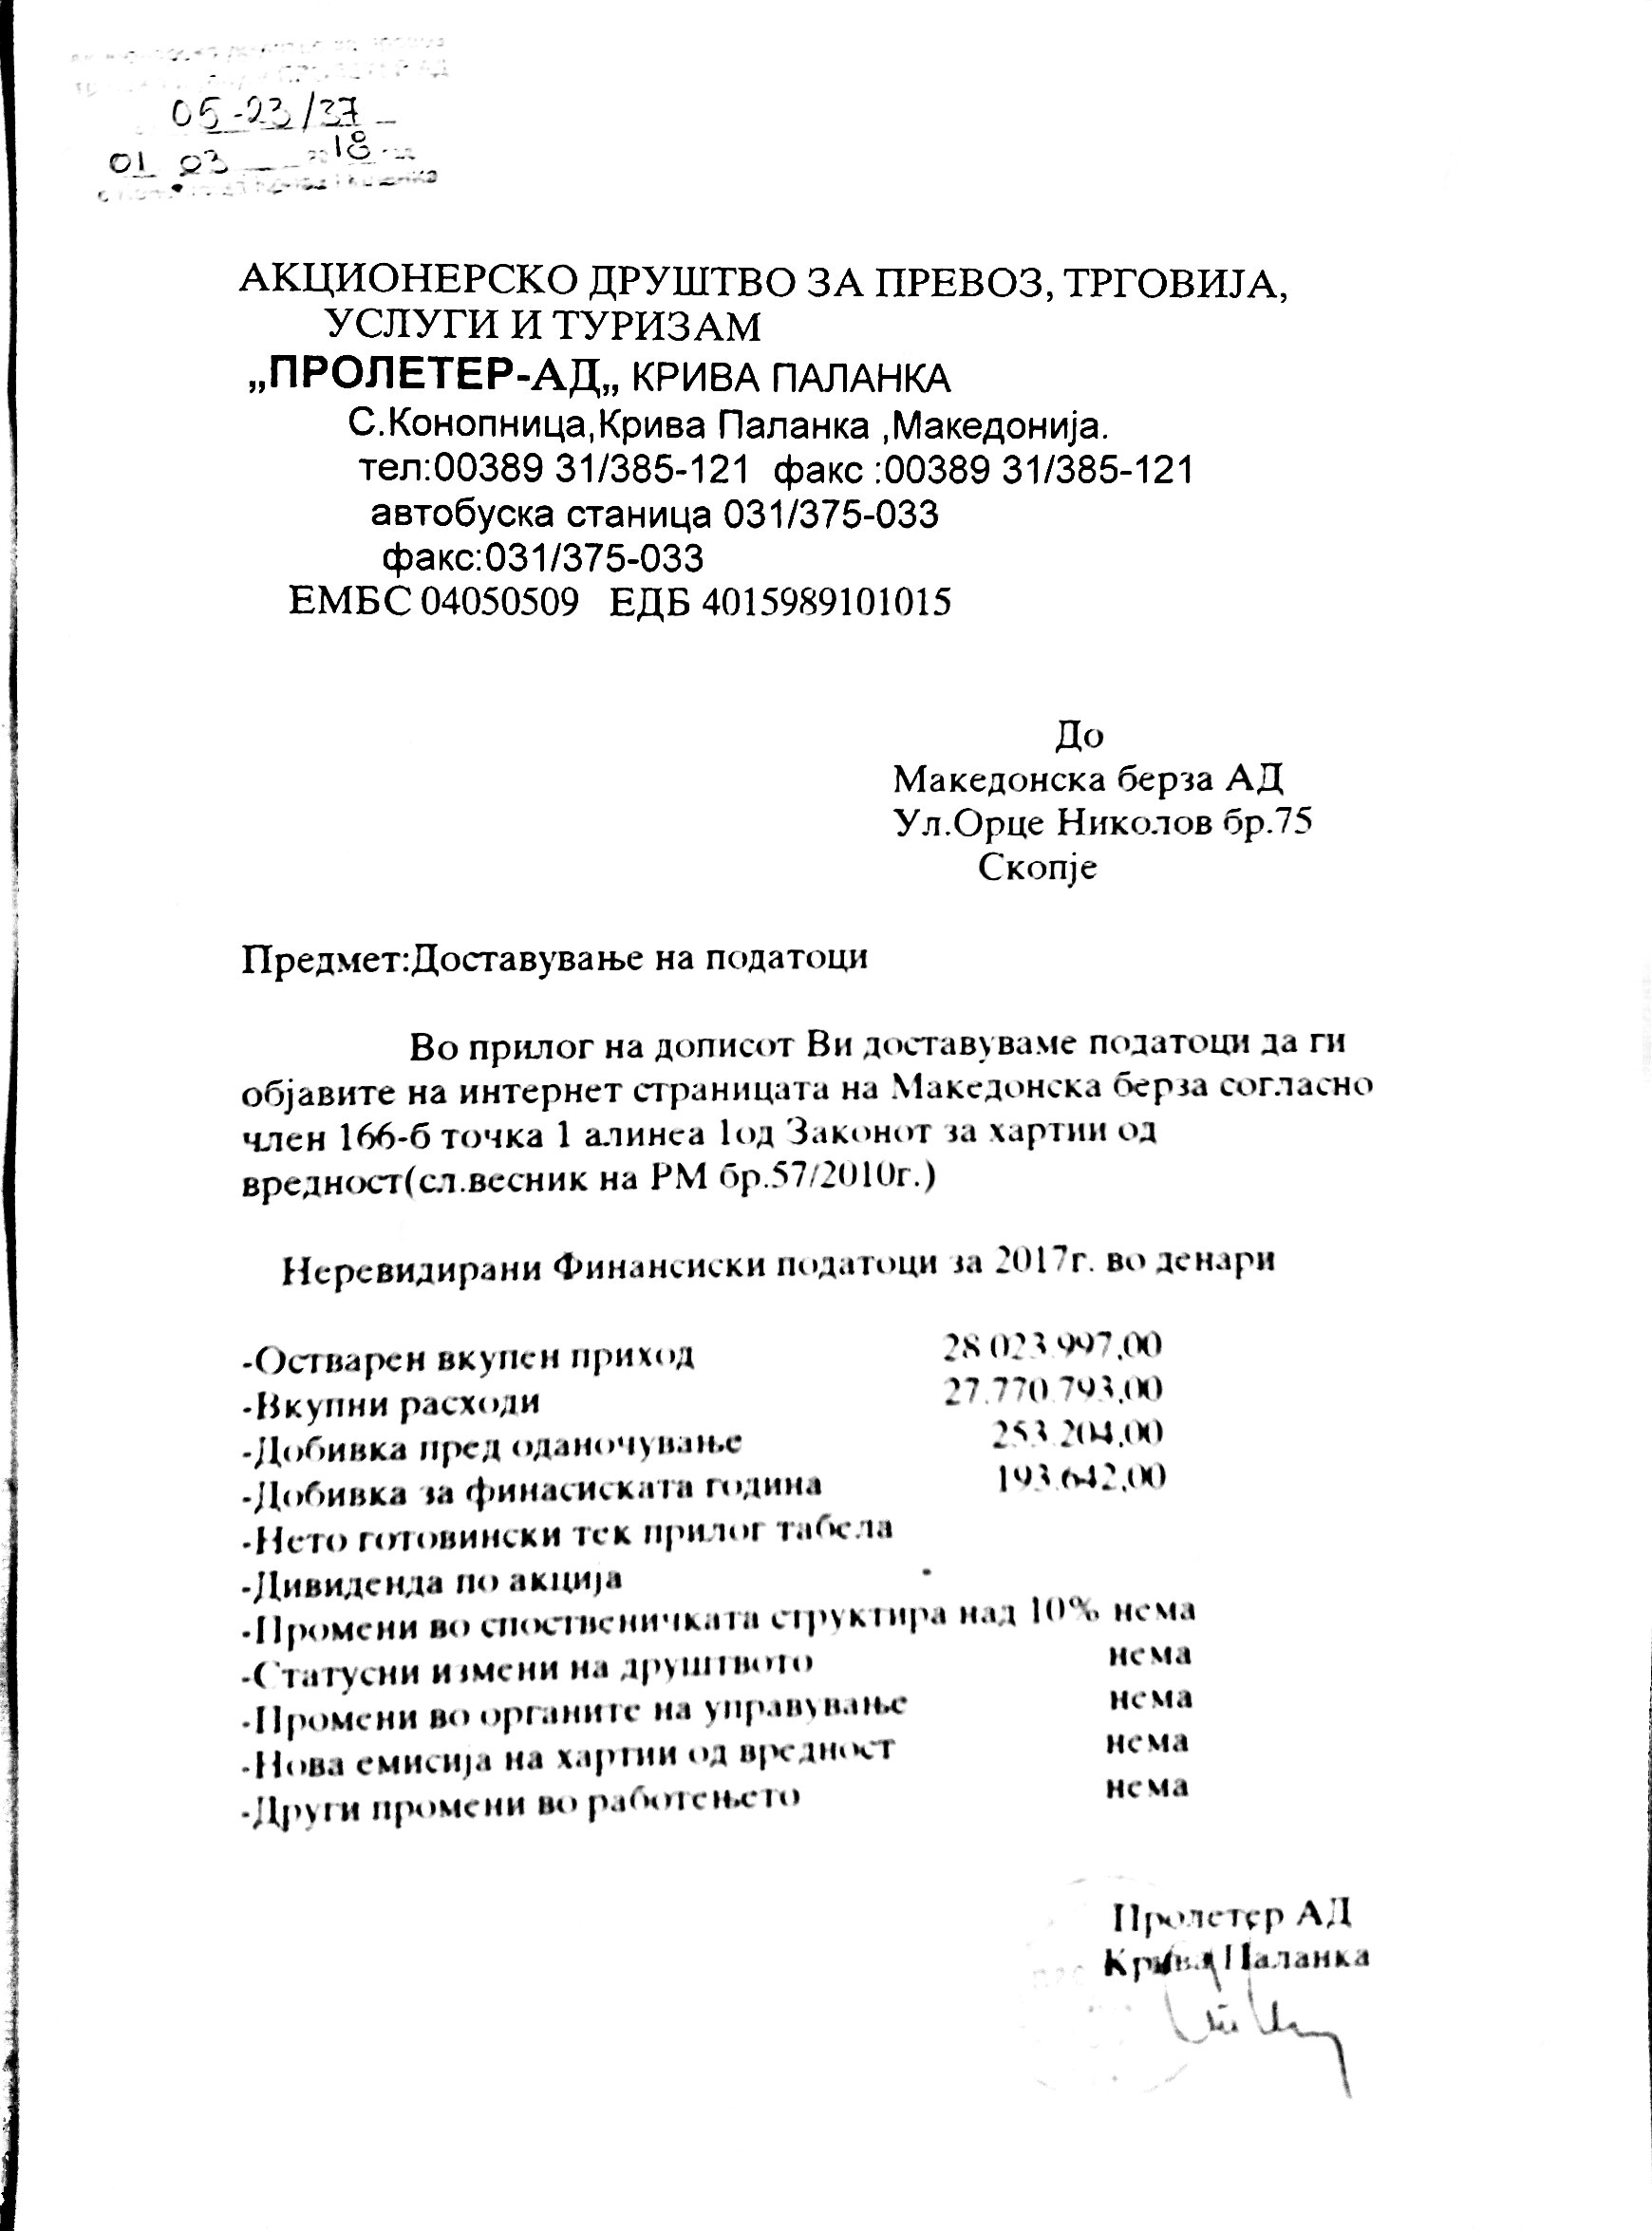 05-23/37
01 03 18
АКЦИОНЕРСКО ДРУШТВО ЗА ПРЕВОЗ, ТРГОВИЈА,
УСЛУГИ И ТУРИЗАМ
„ПРОЛЕТЕР-АД„ КРИВА ПАЛАНКА
С.Конопница,Крива Паланка ,Македонија.
тел:00389 31/385-121 факс :00389 31/385-121
автобуска станица 031/375-033
факс:031/375-033
ЕМБС 04050509 ЕДБ 4015989101015
До
Македонска берза АД
Ул.Орце Николов бр.75
Скопје
Предмет:Доставување на податоци
Во прилог на дописот Ви доставуваме податоци да ги
објавите на интернет страницата на Македонска берза согласно
член 166-б точка 1 алинеа 1од Законот за хартии од
вредност(сл.весник на РМ бр.57/2010г.)
Неревидирани Финансиски податоци за 2017г. во денари
-Остварен вкупен приход 28.023.997,00
-Вкупни расходи 27.770.793,00
-Добивка пред оданочување 253.204,00
-Добивка за финасиската година 193.642,00
-Нето готовински тек прилог табела
-Дивиденда по акција -
-Промени во споственичката структира над 10% нема
-Статусни измени на друштвото нема
-Промени во органите на управување нема
-Нова емисија на хартии од вредност нема
-Други промени во работењето нема
Пролетер АД
Крива Паланка